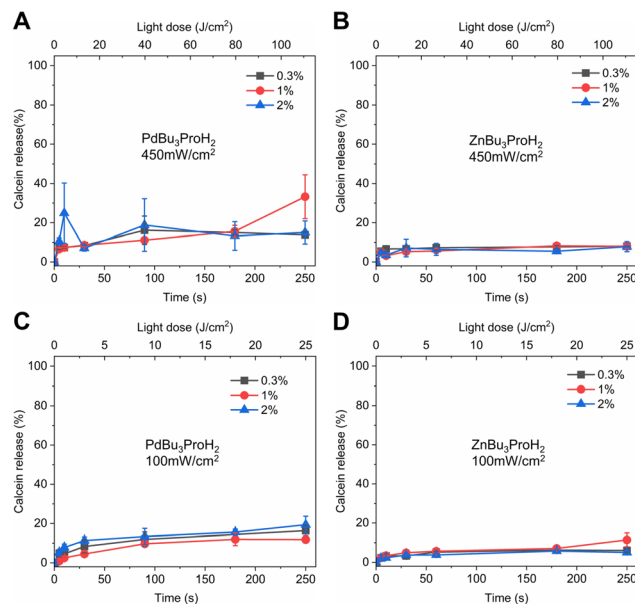 A
Light dose (J/cm²)
0 20 40 60 80 100
100
80
60
40
20
0
Calcein release(%)
0.3%
1%
2%
PdBu₃ProH₂
450mW/cm²
0 50 100 150 200 250
Time (s)
B
Light dose (J/cm²)
0 20 40 60 80 100
100
80
60
40
20
0
Calcein release (%)
0.3%
1%
2%
ZnBu₃ProH₂
450mW/cm²
0 50 100 150 200 250
Time (s)
C
Light dose (J/cm²)
0 5 10 15 20 25
100
80
60
40
20
0
Calcein release (%)
0.3%
1%
2%
PdBu₃ProH₂
100mW/cm²
0 50 100 150 200 250
Time (s)
D
Light dose (J/cm²)
0 5 10 15 20 25
100
80
60
40
20
0
Calcein release (%)
0.3%
1%
2%
ZnBu₃ProH₂
100mW/cm²
0 50 100 150 200 250
Time (s)